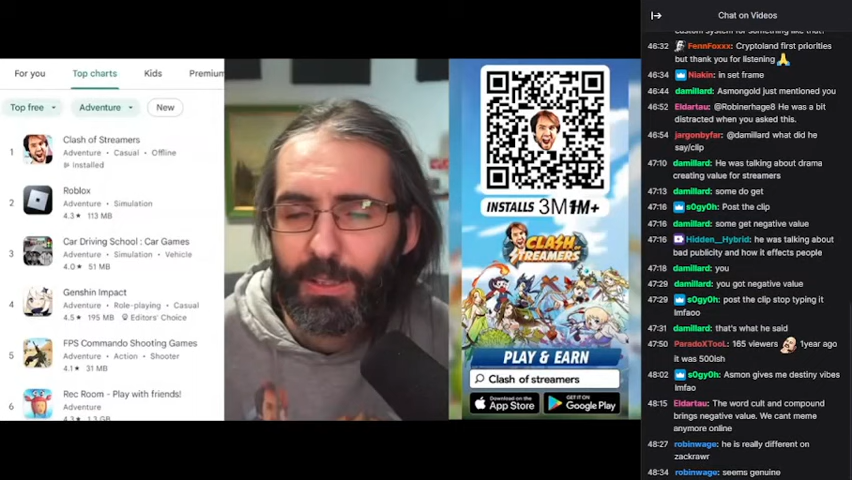 For you Top charts Kids Premium
Top free Adventure New
1 Clash of Streamers
Adventure • Casual • Offline
Installed
2 Roblox
Adventure • Simulation
4.3★ 113 MB
3 Car Driving School : Car Games
Adventure • Simulation • Vehicle
4.0★ 51 MB
4 Genshin Impact
Adventure • Role-playing • Casual
4.5★ 195 MB Editors' Choice
5 FPS Commando Shooting Games
Adventure • Action • Shooter
4.1★ 31 MB
6 Rec Room - Play with friends!
Adventure
4.3★ 1.3 GB
INSTALLS 3M+
CLASH
OF
STREAMERS
PLAY & EARN
Clash of streamers
Download on the
App Store
GET IT ON
Google Play
Chat on Videos
custom system for something like that?
46:32 FennFoxxx: Cryptoland first priorities
but thank you for listening
46:34 Niakin: in set frame
46:44 damillard: Asmongold just mentioned you
46:52 Eldartau: @Robinerhage8 He was a bit
distracted when you asked this.
46:54 jargonbyfar: @damillard what did he
say/cilp
47:10 damillard: He was talking about drama
creating value for streamers
47:13 damillard: some do get
47:16 s0gy0h: Post the clip
47:16 damillard: some get negative value
47:16 Hidden__Hybrid: he was talking about
bad publicity and how it effects people
47:18 damillard: you
47:29 damillard: you got negative value
47:29 s0gy0h: post the clip stop typing it
lmfaoo
47:31 damillard: that's what he said
47:50 ParadoXTooL: 165 viewers 1year ago
it was 500ish
48:02 s0gy0h: Asmon gives me destiny vibes
lmfao
48:15 Eldartau: The word cult and compound
brings negative value. We cant meme
anymore online
48:27 robinwage: he is really different on
zackrawr
48:34 robinwage: seems genuine